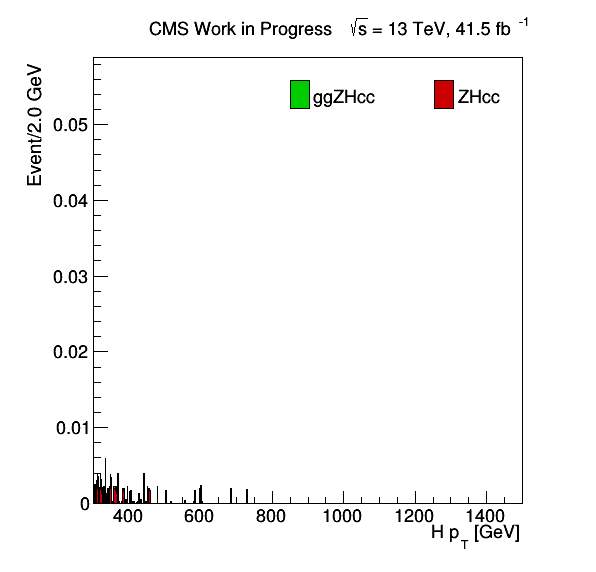 CMS Work in Progress √s = 13 TeV, 41.5 fb⁻¹
Event/2.0 GeV
ggZHcc ZHcc
0.05
0.04
0.03
0.02
0.01
0
400 600 800 1000 1200 1400
H p_T [GeV]